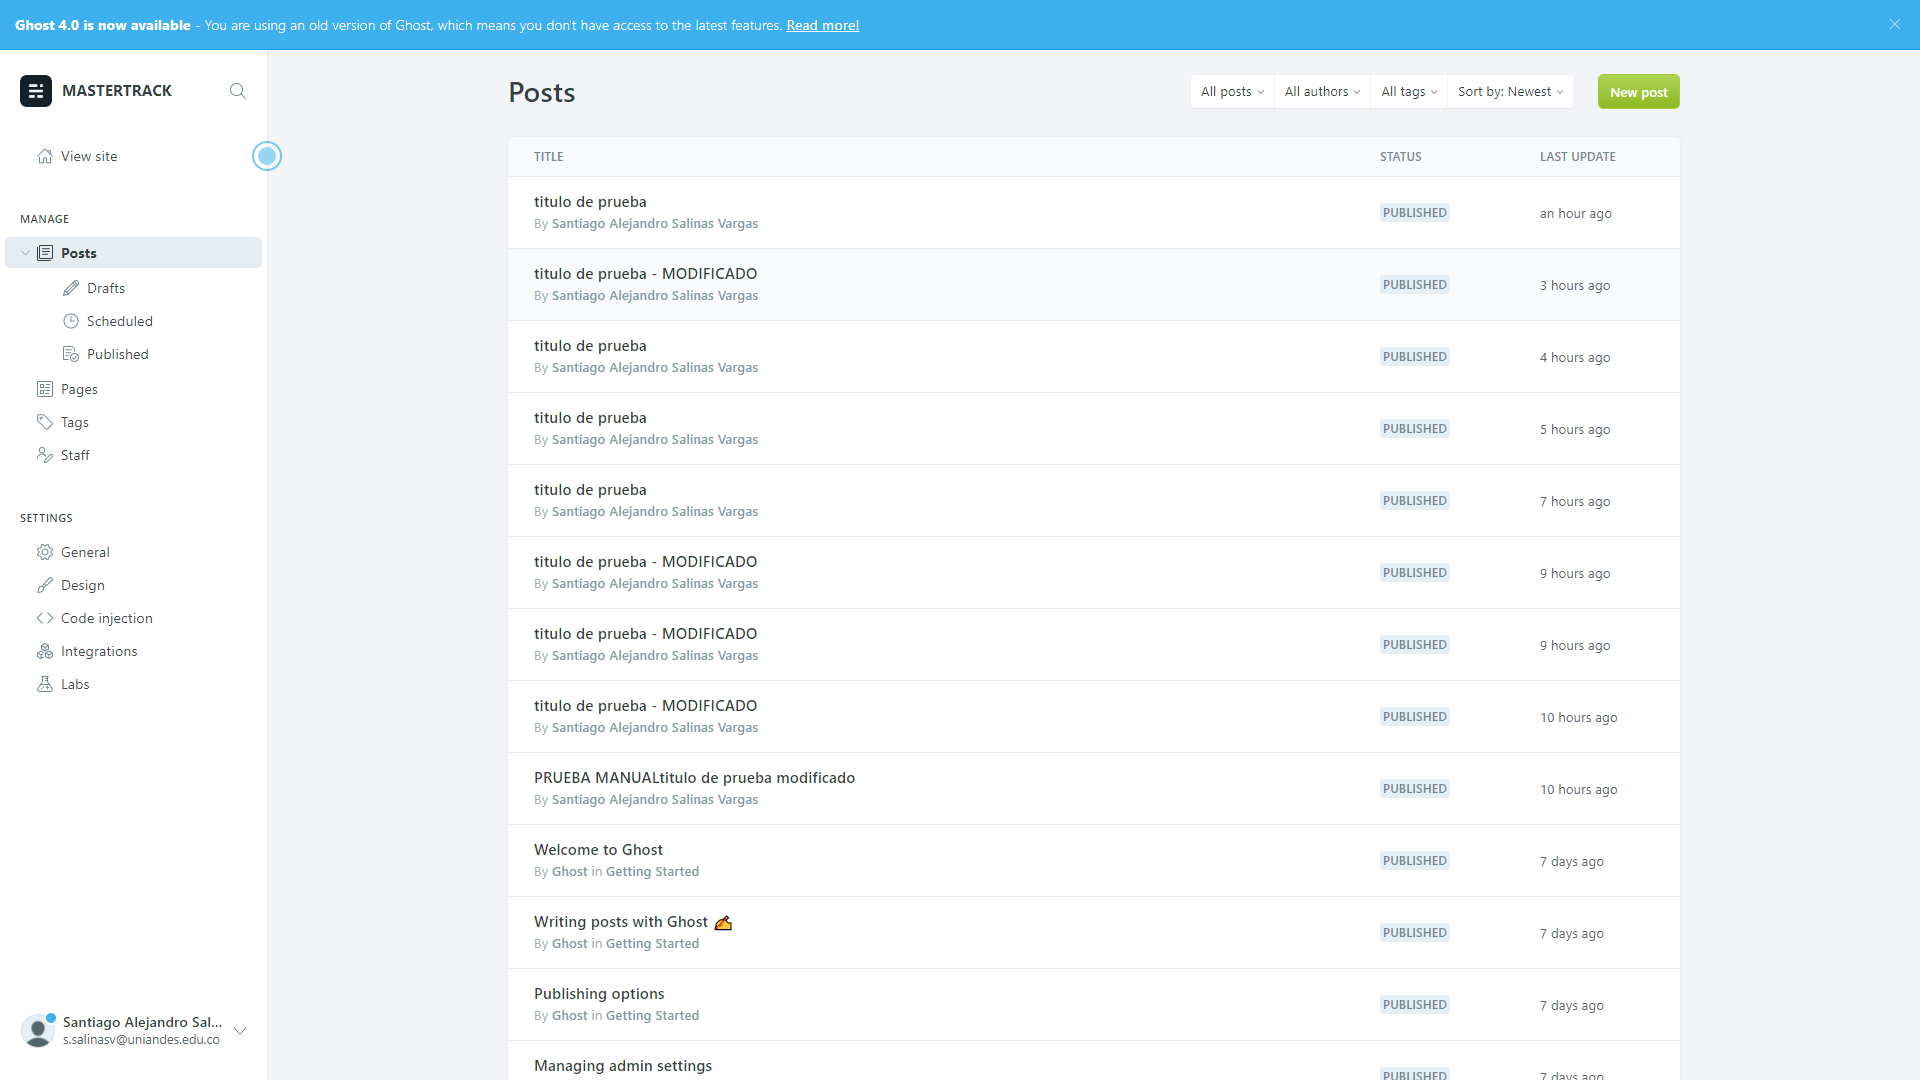 Ghost 4.0 is now available - You are using an old version of Ghost, which means you don't have access to the latest features. Read more!
MASTERTRACK
View site
MANAGE
Posts
Drafts
Scheduled
Published
Pages
Tags
Staff
SETTINGS
General
Design
Code injection
Integrations
Labs
Santiago Alejandro Sal...
s.salinasv@uniandes.edu.co
Posts
All posts All authors All tags Sort by: Newest New post
TITLE STATUS LAST UPDATE
titulo de prueba
By Santiago Alejandro Salinas Vargas
PUBLISHED an hour ago
titulo de prueba - MODIFICADO
By Santiago Alejandro Salinas Vargas
PUBLISHED 3 hours ago
titulo de prueba
By Santiago Alejandro Salinas Vargas
PUBLISHED 4 hours ago
titulo de prueba
By Santiago Alejandro Salinas Vargas
PUBLISHED 5 hours ago
titulo de prueba
By Santiago Alejandro Salinas Vargas
PUBLISHED 7 hours ago
titulo de prueba - MODIFICADO
By Santiago Alejandro Salinas Vargas
PUBLISHED 9 hours ago
titulo de prueba - MODIFICADO
By Santiago Alejandro Salinas Vargas
PUBLISHED 9 hours ago
titulo de prueba - MODIFICADO
By Santiago Alejandro Salinas Vargas
PUBLISHED 10 hours ago
PRUEBA MANUALtitulo de prueba modificado
By Santiago Alejandro Salinas Vargas
PUBLISHED 10 hours ago
Welcome to Ghost
By Ghost in Getting Started
PUBLISHED 7 days ago
Writing posts with Ghost ✍
By Ghost in Getting Started
PUBLISHED 7 days ago
Publishing options
By Ghost in Getting Started
PUBLISHED 7 days ago
Managing admin settings
PUBLISHED 7 days ago